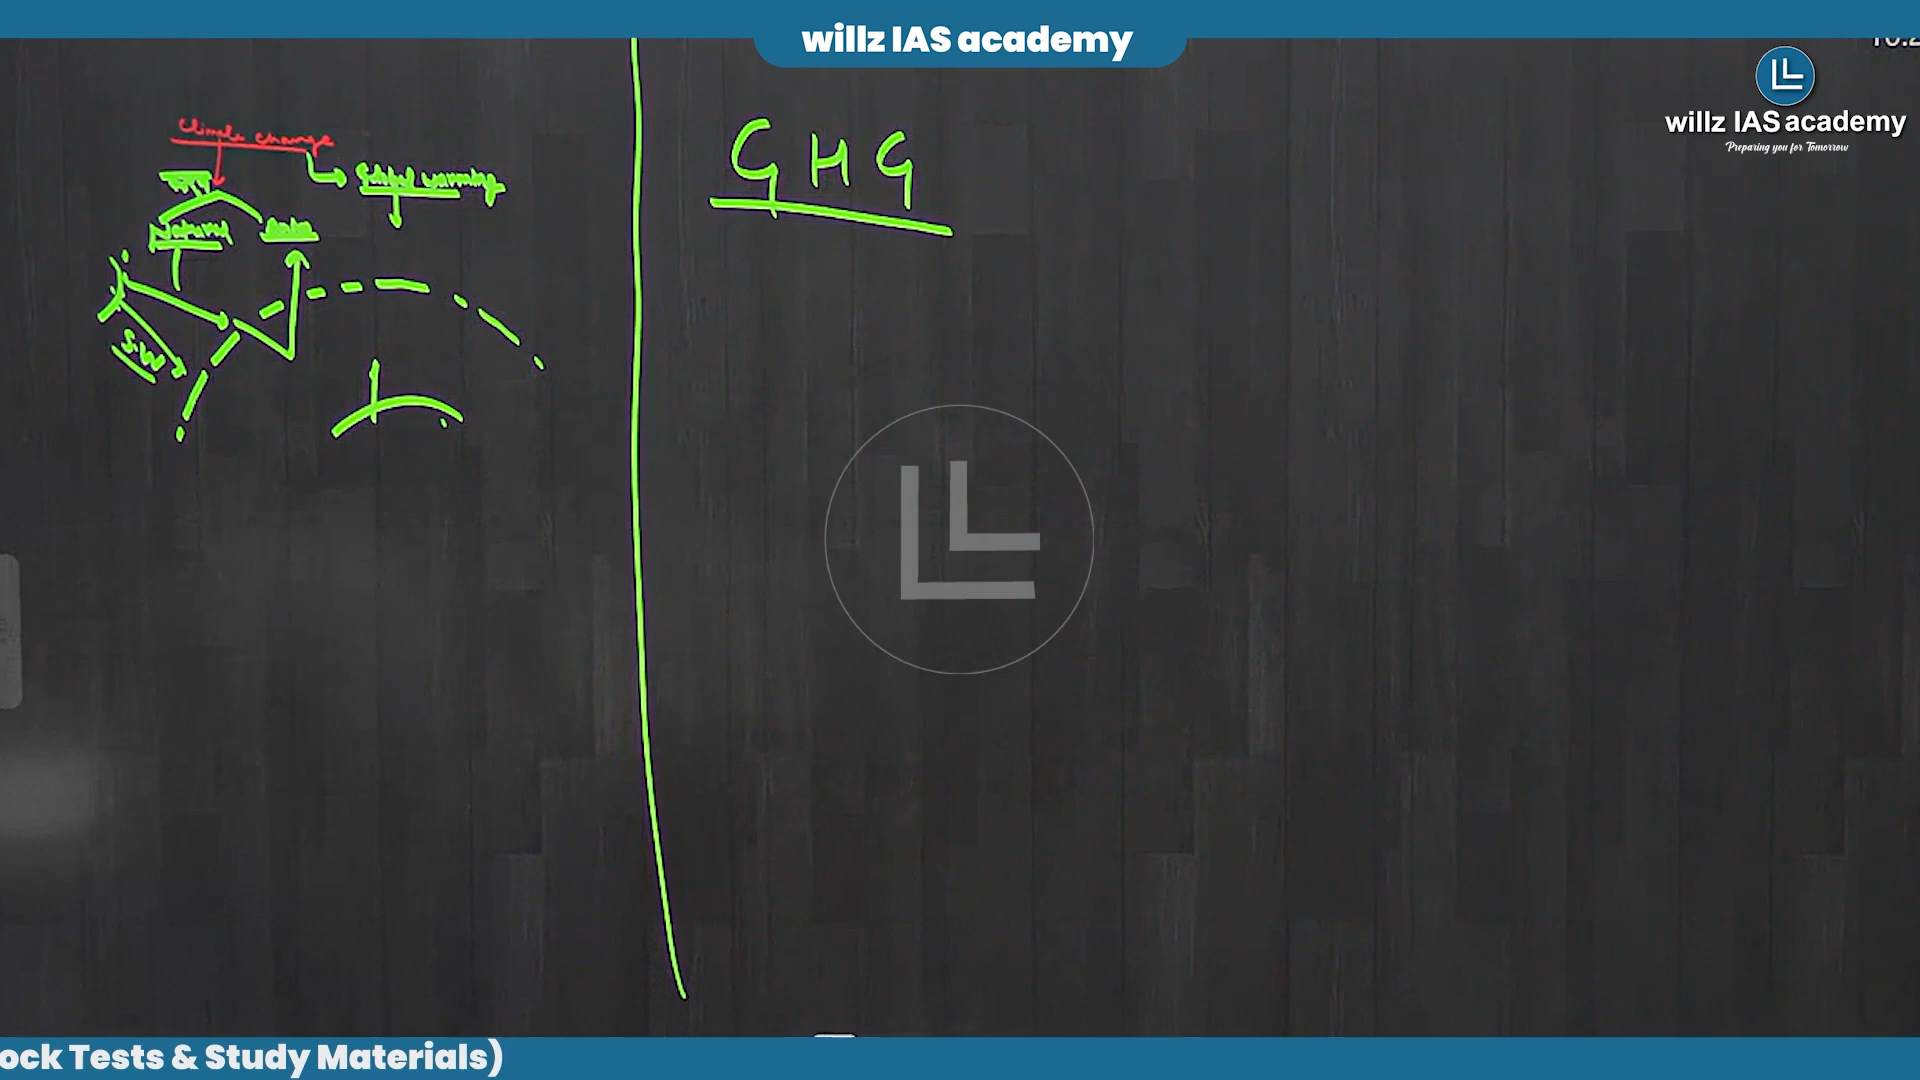 willz IAS academy
willz IAS academy
Preparing you for Tomorrow
Climate change
Global warming
Natural
S.W
GHG
ock Tests & Study Materials)